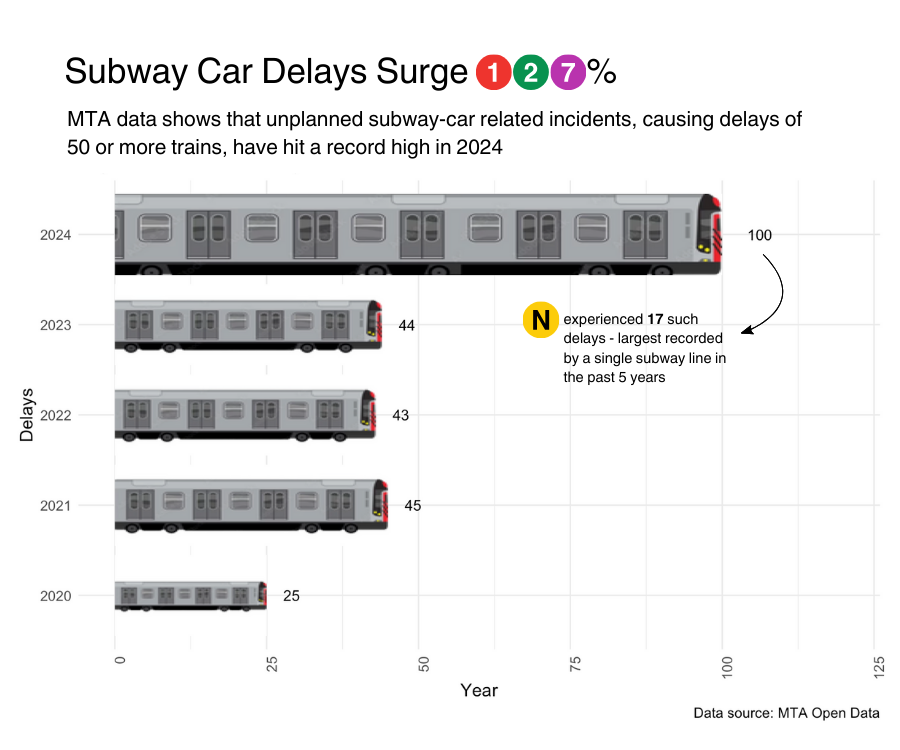 Subway Car Delays Surge 1 2 7 %
MTA data shows that unplanned subway-car related incidents, causing delays of
50 or more trains, have hit a record high in 2024
2024
100
2023
44
N experienced 17 such
delays - largest recorded
by a single subway line in
the past 5 years
Delays
2022
43
2021
45
2020
25
0 25 50 75 100 125
Year
Data source: MTA Open Data